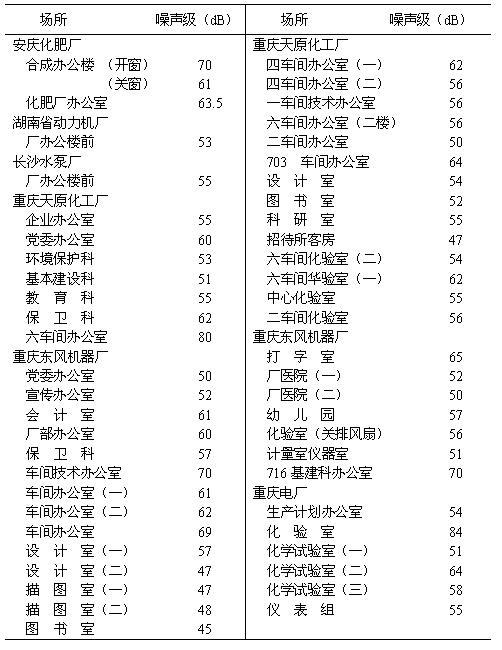 场所 噪声级（dB）
安庆化肥厂
合成办公楼 （开窗） 70
（关窗） 61
化肥厂办公室 63.5
湖南省动力机厂
厂办公楼前 53
长沙水泵厂
厂办公楼前 55
重庆天原化工厂
企业办公室 55
党委办公室 60
环境保护科 53
基本建设科 51
教 育 科 55
保 卫 科 62
六车间办公室 80
重庆东风机器厂
党委办公室 50
宣传办公室 52
会 计 室 61
厂部办公室 60
保 卫 科 57
车间技术办公室 70
车间办公室（一） 61
车间办公室（二） 62
车间办公室 69
设 计 室（一） 57
设 计 室（二） 47
描 图 室（一） 47
描 图 室（二） 48
图 书 室 45
场所 噪声级（dB）
重庆天原化工厂
四车间办公室（一） 62
四车间办公室（二） 56
一车间技术办公室 56
六车间办公室（二楼） 56
二车间办公室 50
703 车间办公室 64
设 计 室 54
图 书 室 52
科 研 室 55
招待所客房 47
六车间化验室（二） 54
六车间华验室（一） 62
中心化验室 55
二车间化验室 56
重庆东风机器厂
打 字 室 65
厂医院（一） 52
厂医院（二） 50
幼 儿 园 57
化验室（关排风扇） 56
计量室仪器室 51
716 基建科办公室 70
重庆电厂
生产计划办公室 54
化 验 室 84
化学试验室（一） 51
化学试验室（二） 64
化学试验室（三） 58
仪 表 组 55